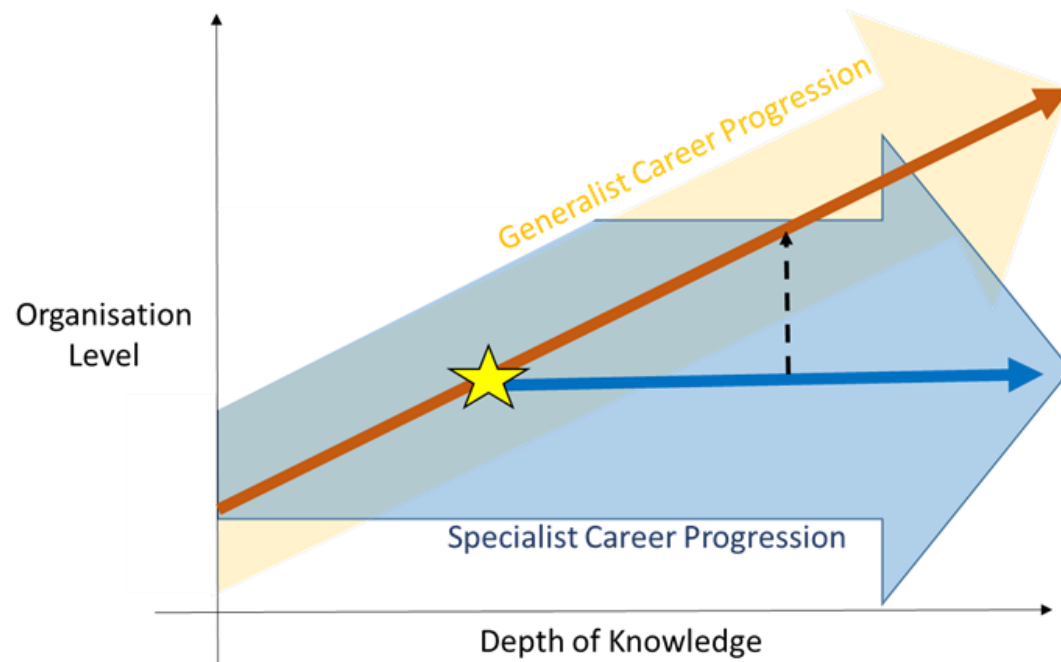 Generalist Career Progression
Organisation
Level
Specialist Career Progression
Depth of Knowledge